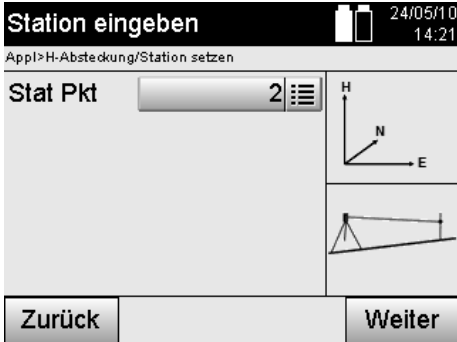 Station eingeben
24/05/10
14:21
Appl>H-Absteckung/Station setzen
Stat Pkt
2
H
N
E
Zurück
Weiter